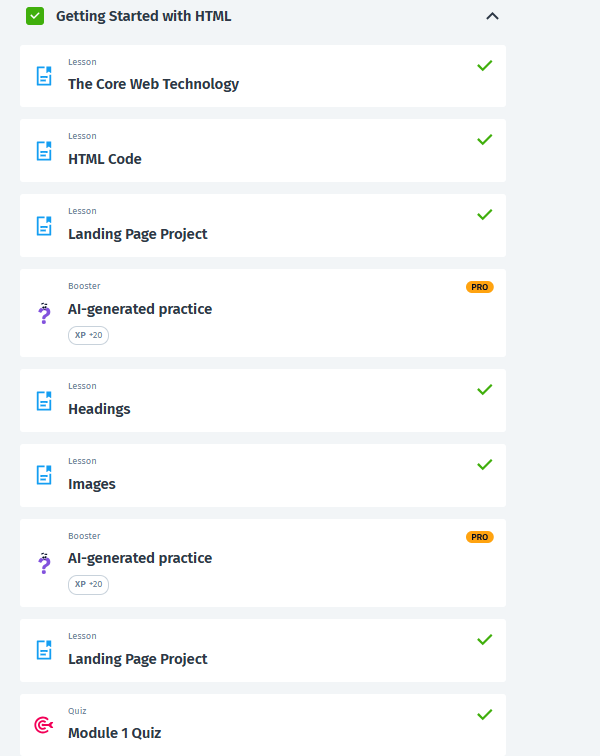 Getting Started with HTML
Lesson
The Core Web Technology
Lesson
HTML Code
Lesson
Landing Page Project
Booster
PRO
AI-generated practice
XP +20
Lesson
Headings
Lesson
Images
Booster
PRO
AI-generated practice
XP +20
Lesson
Landing Page Project
Quiz
Module 1 Quiz